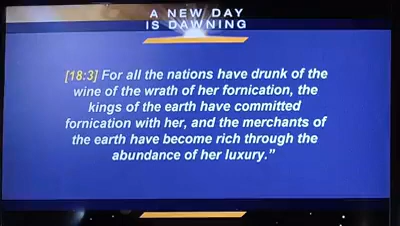 A NEW DAY
IS DAWNING
[18:3] For all the nations have drunk of the
wine of the wrath of her fornication, the
kings of the earth have committed
fornication with her, and the merchants of
the earth have become rich through the
abundance of her luxury.”